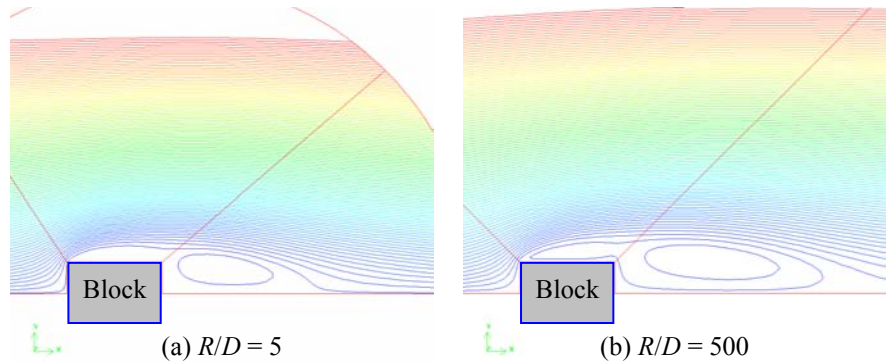 Block
Block
Y
X
Y
X
(a) R/D = 5
(b) R/D = 500